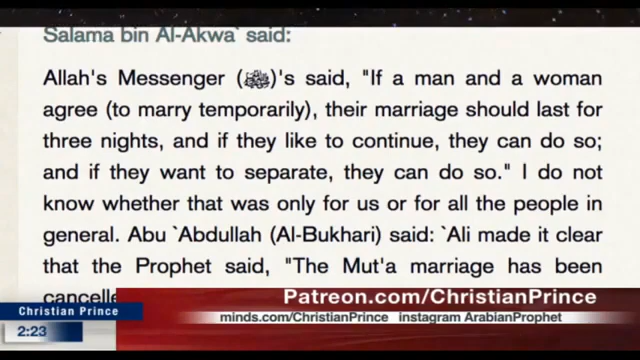 Salama bin Al-Akwa` said:
Allah's Messenger (ﷺ)'s said, "If a man and a woman
agree (to marry temporarily), their marriage should last for
three nights, and if they like to continue, they can do so;
and if they want to separate, they can do so." I do not
know whether that was only for us or for all the people in
general. Abu `Abdullah (Al-Bukhari) said: `Ali made it clear
that the Prophet said, "The Mut'a marriage has been
Patreon.com/ChristianPrince
Christian Prince
minds.com/ChristianPrince instagram ArabianProphet
2:23